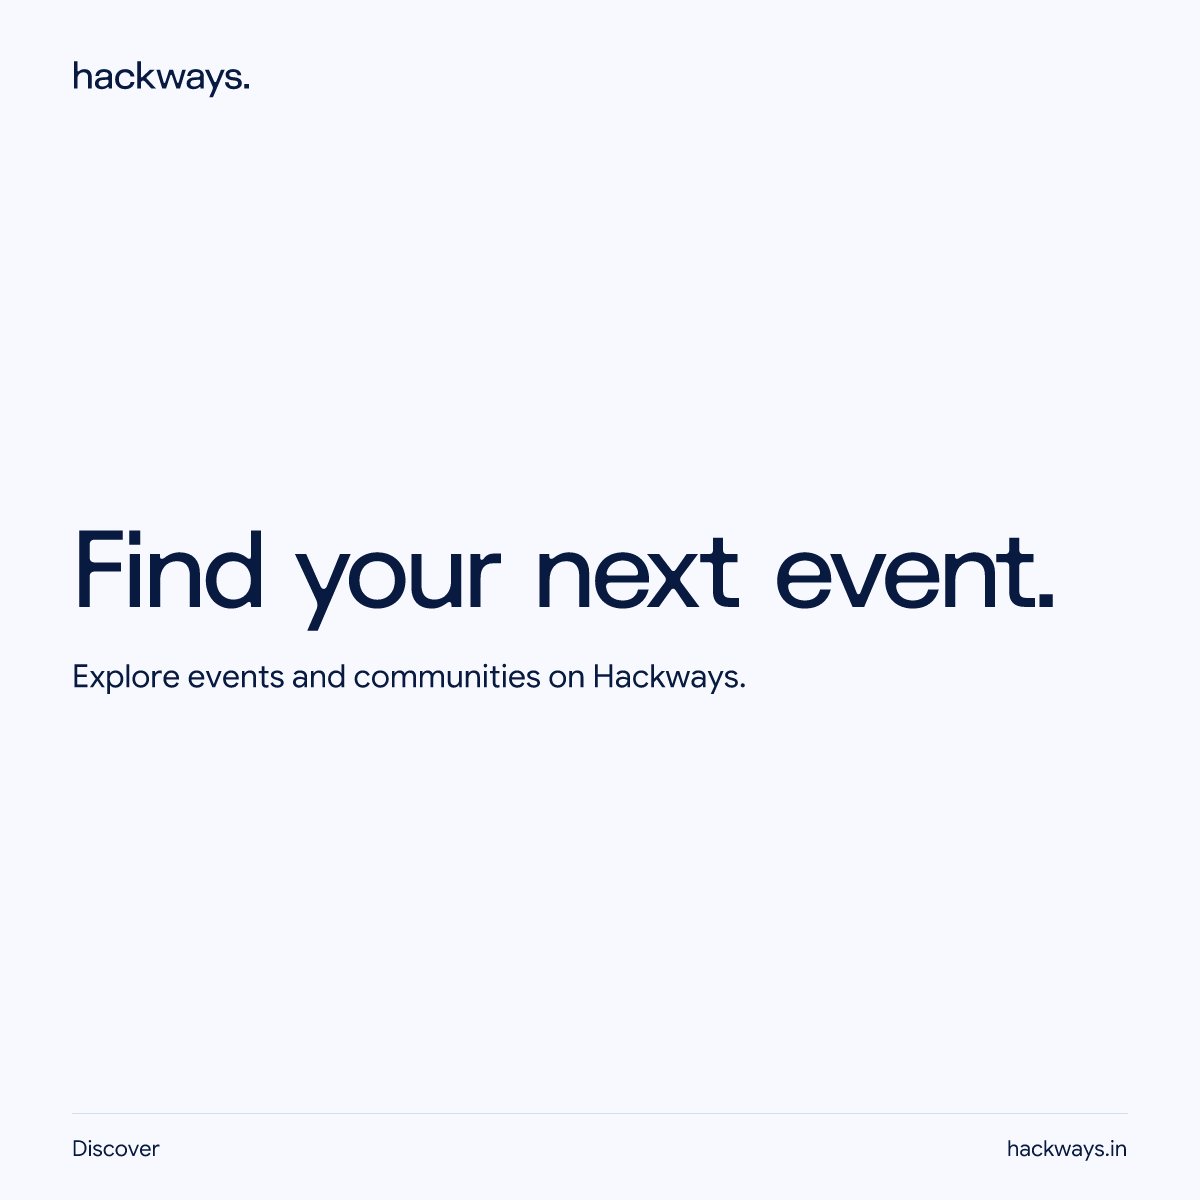 hackways.
Find your next event.
Explore events and communities on Hackways.
Discover
hackways.in